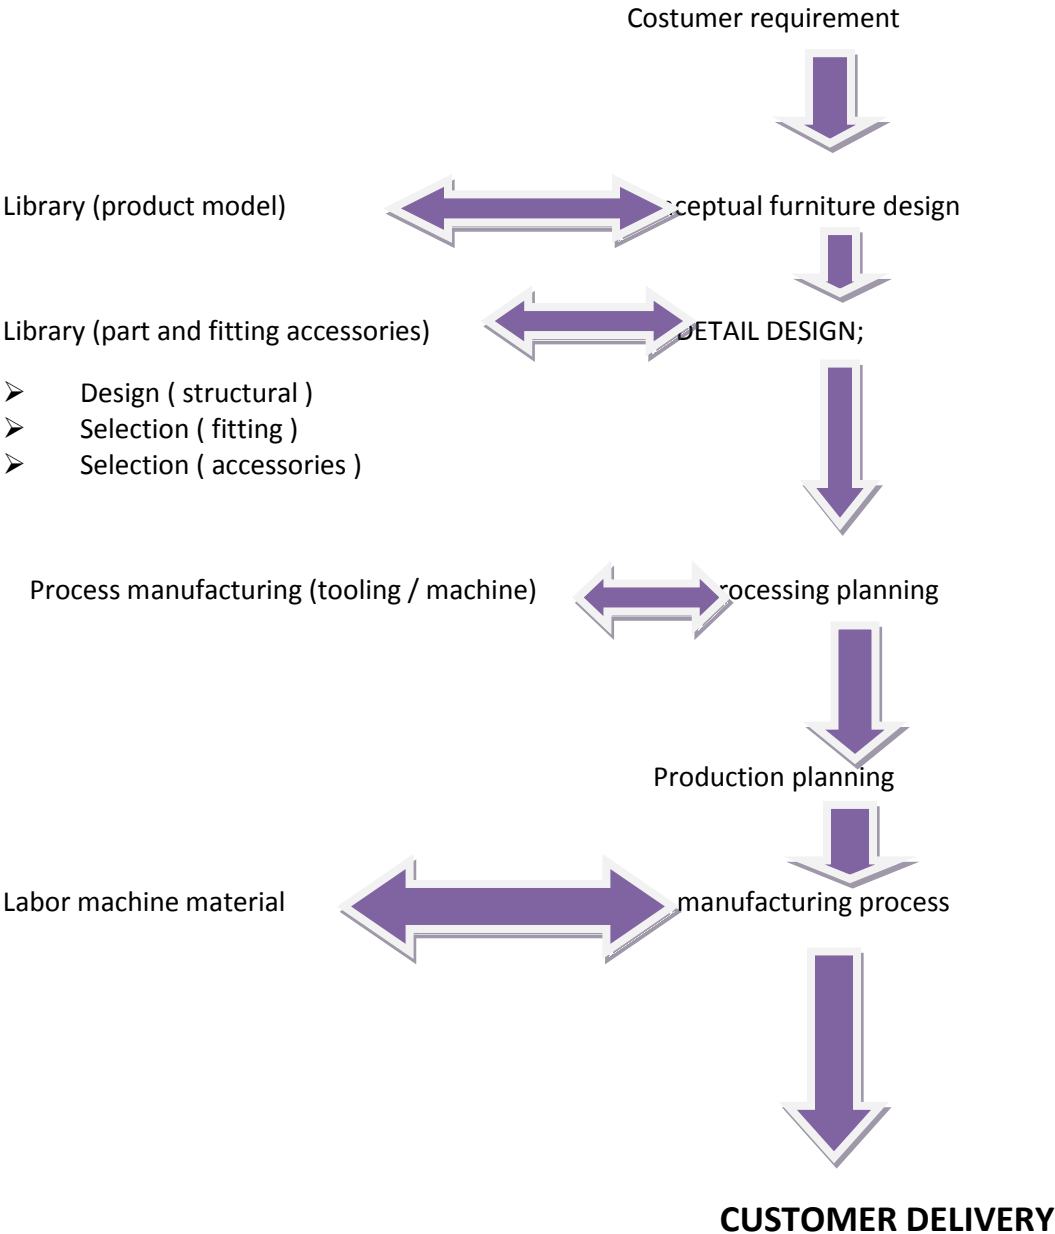 Costumer requirement
Library (product model) ceptual furniture design
Library (part and fitting accessories) DETAIL DESIGN;
➢ Design ( structural )
➢ Selection ( fitting )
➢ Selection ( accessories )
Process manufacturing (tooling / machine) ocessing planning
Production planning
Labor machine material manufacturing process
CUSTOMER DELIVERY